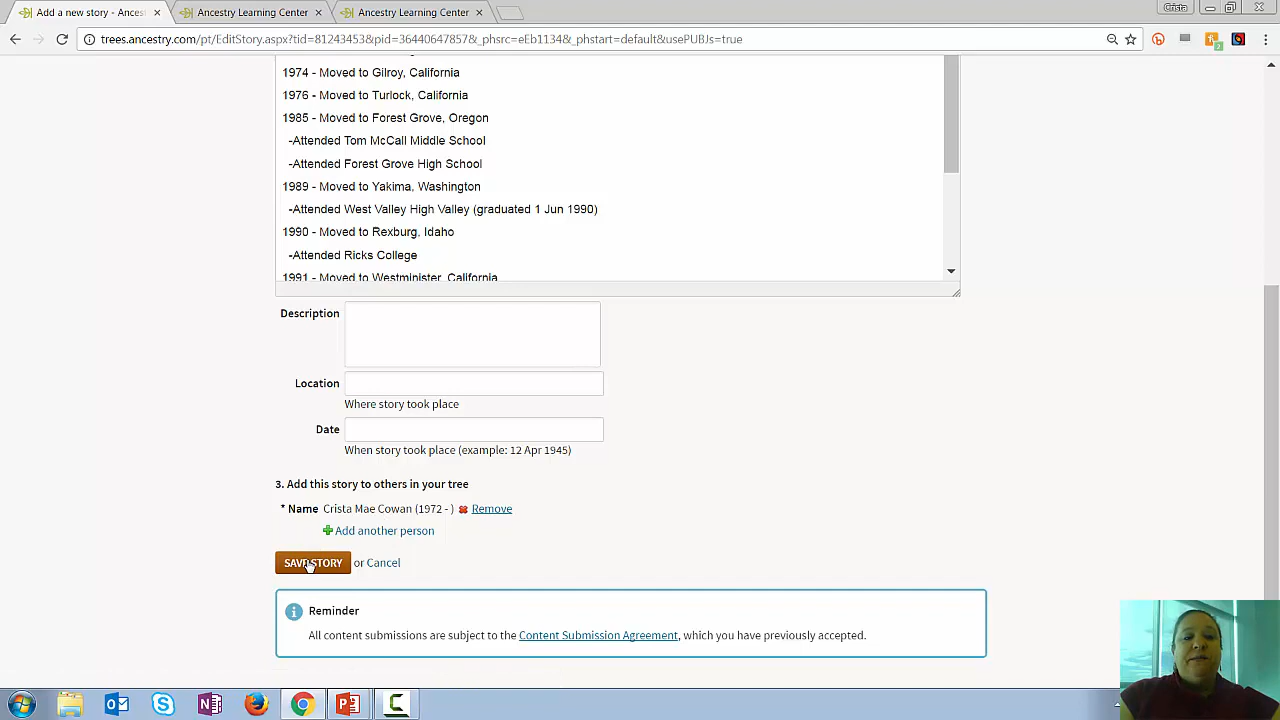 Add a new story - Ances
Ancestry Learning Center
Ancestry Learning Center
Crista
trees.ancestry.com/pt/EditStory.aspx?tid=81243453&pid=36440647857&_phsrc=eEb1134&_phstart=default&usePUBJs=true
1974 - Moved to Gilroy, California
1976 - Moved to Turlock, California
1985 - Moved to Forest Grove, Oregon
-Attended Tom McCall Middle School
-Attended Forest Grove High School
1989 - Moved to Yakima, Washington
-Attended West Valley High Valley (graduated 1 Jun 1990)
1990 - Moved to Rexburg, Idaho
-Attended Ricks College
1991 - Moved to Westminister, California
Description
Location
Where story took place
Date
When story took place (example: 12 Apr 1945)
3. Add this story to others in your tree
* Name Crista Mae Cowan (1972 - ) Remove
Add another person
SAVE STORY or Cancel
Reminder
All content submissions are subject to the Content Submission Agreement, which you have previously accepted.